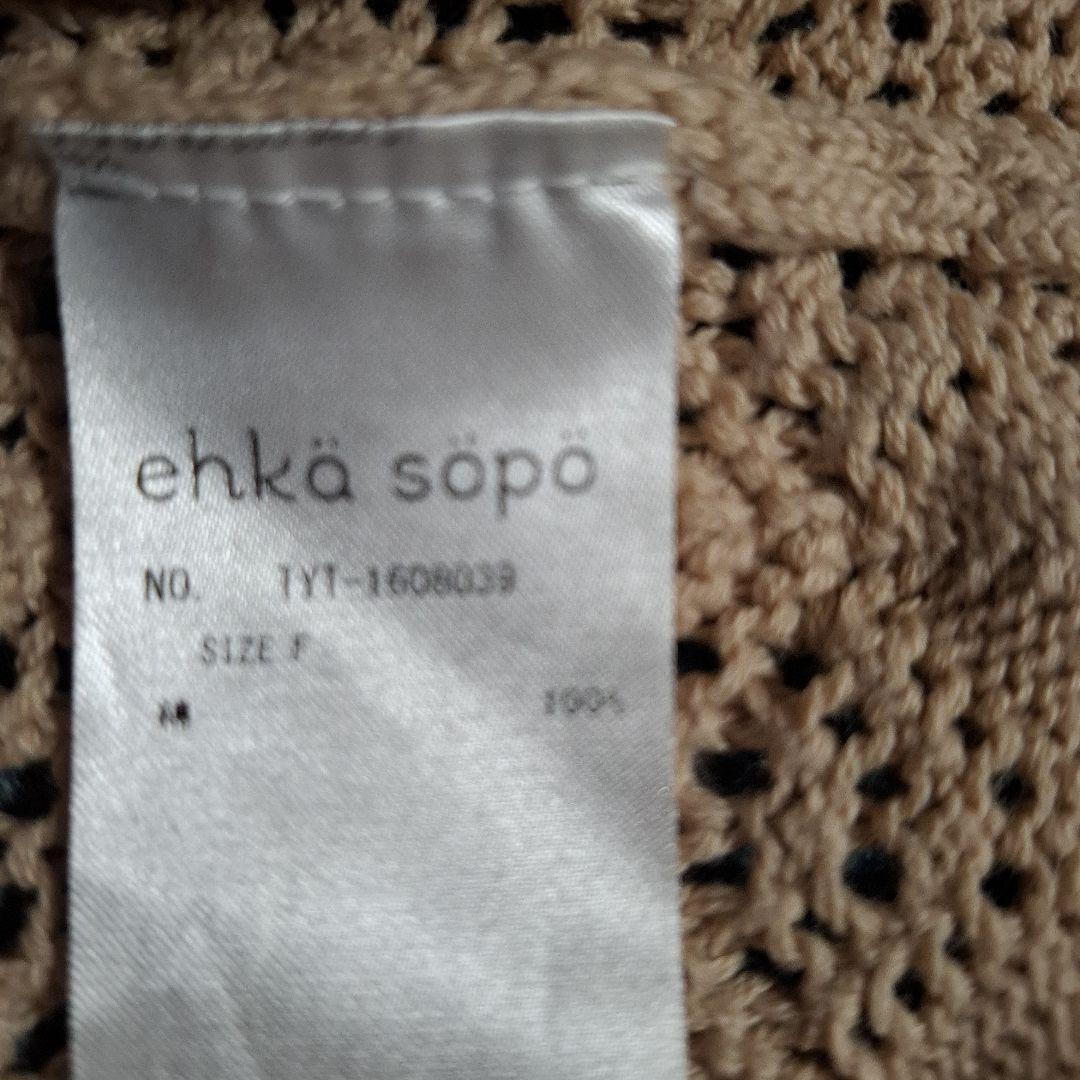 ehkä söpö
NO. TYT-1608039
SIZE F
100%